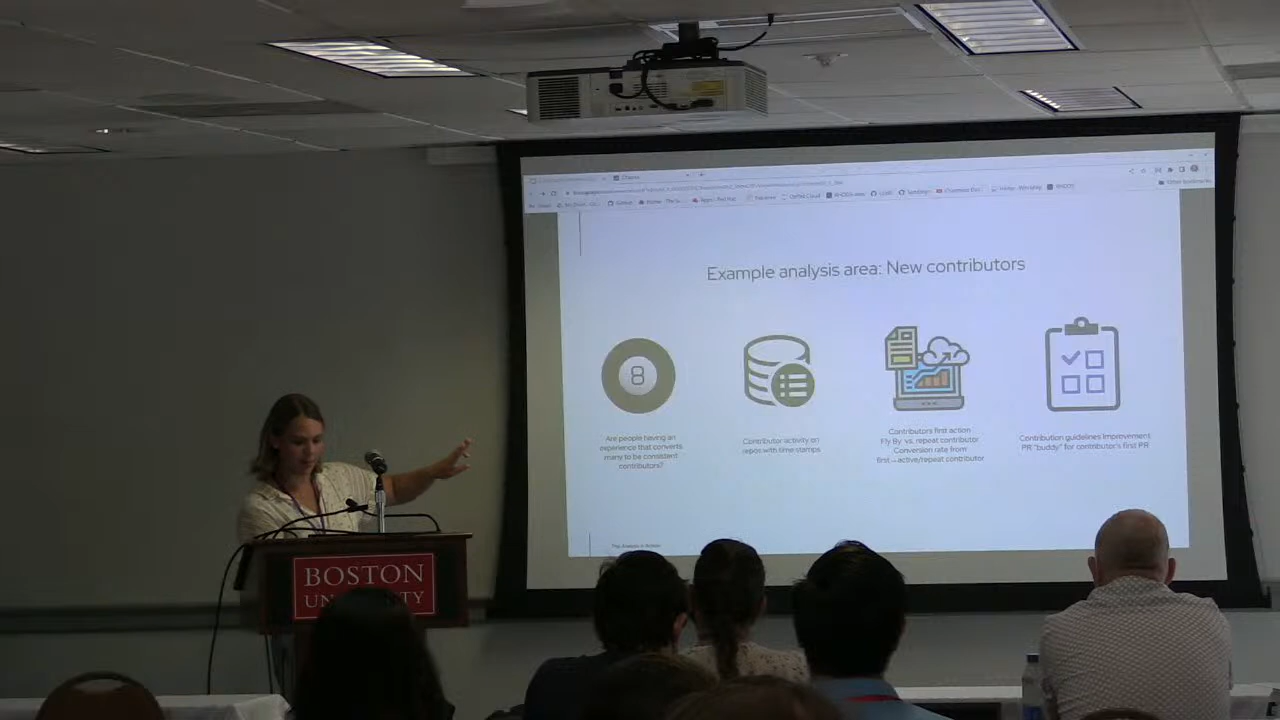 Example analysis area: New contributors
8
Are people having an
experience that converts
many to be consistent
contributors?
Contributor activity on
repos with time stamps
Contributors first action
Fly By vs. repeat contributor
Conversion rate from
first→active/repeat contributor
Contribution guidelines improvement
PR "buddy" for contributor's first PR
BOSTON